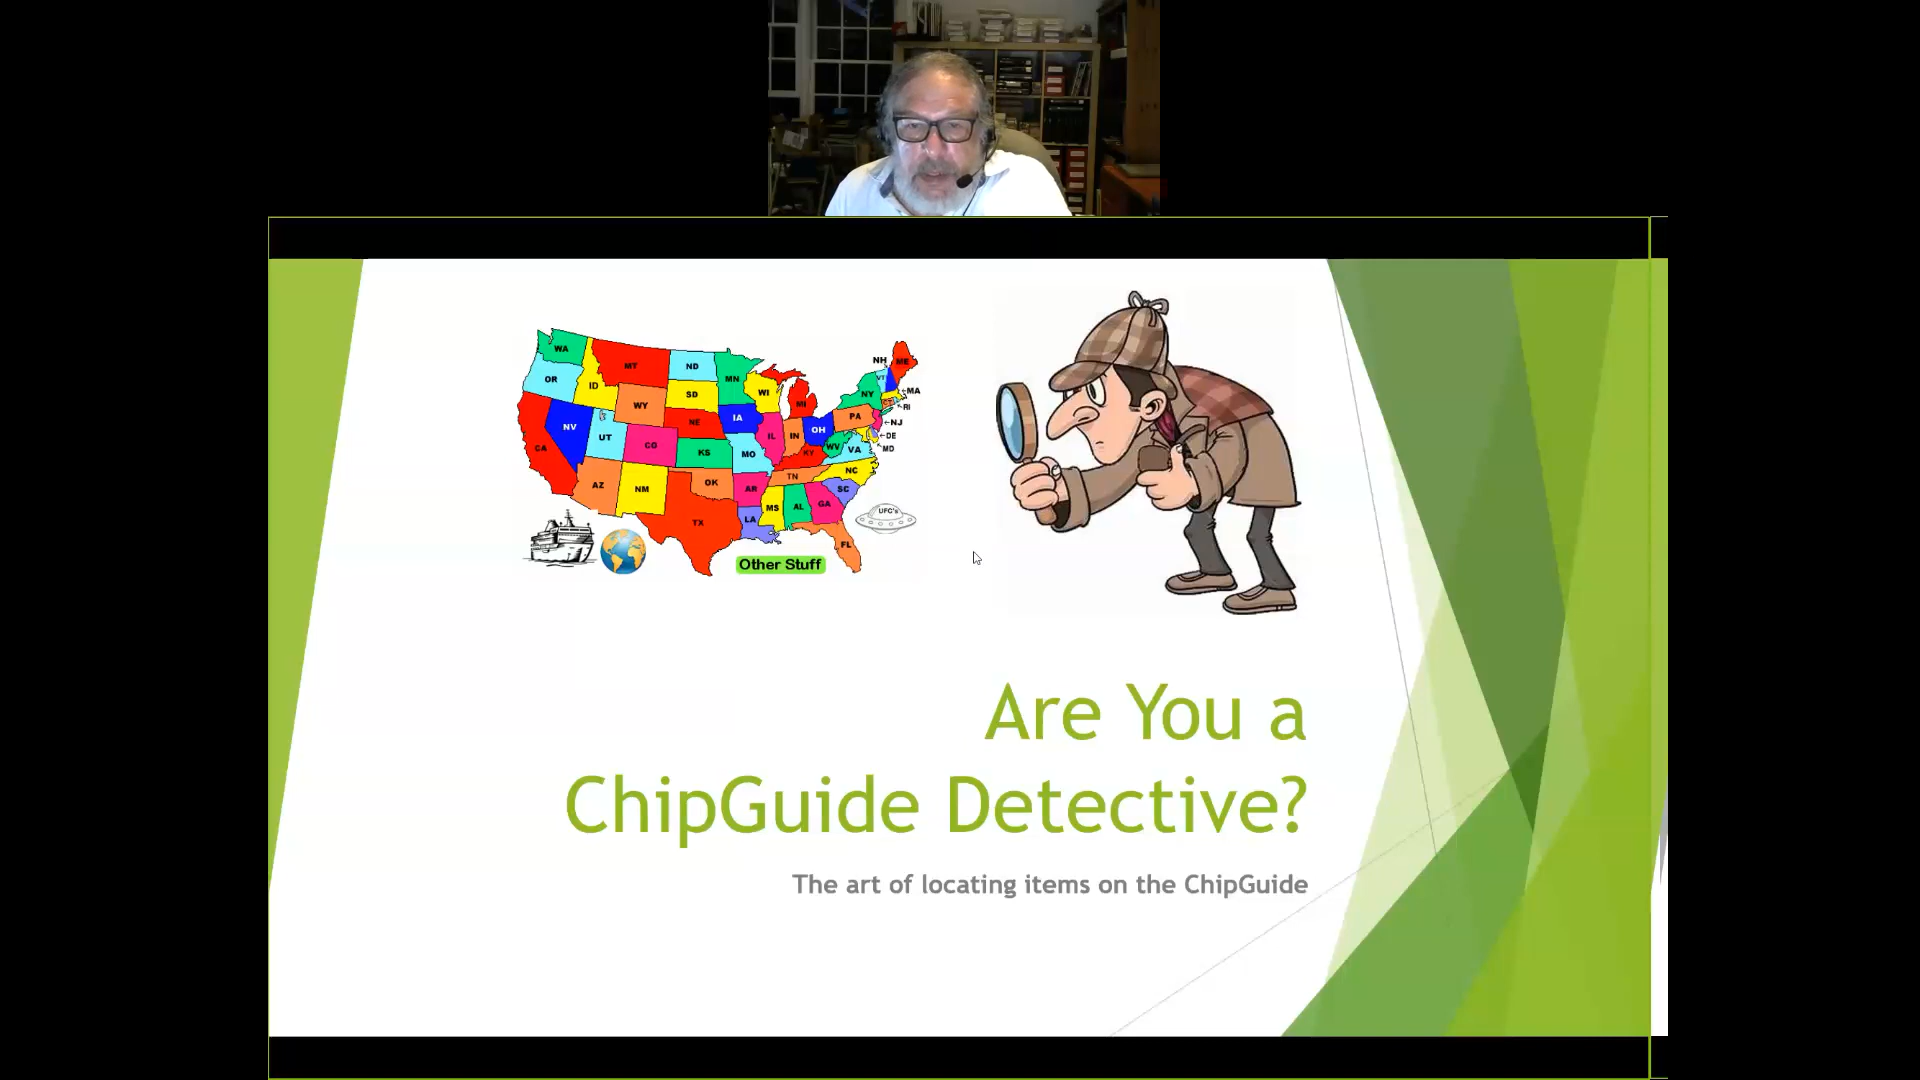 WA
MT
ND
MN
OR
ID
SD
WI
WY
NE
IA
MI
NH
VT
ME
NY
MA
RI
PA
NJ
NV
UT
CO
KS
MO
IL
IN
OH
WV
VA
DE
MD
CA
KY
AZ
NM
OK
AR
TN
NC
SC
TX
LA
MS
AL
GA
FL
UFC's
Other Stuff
Are You a
ChipGuide Detective?
The art of locating items on the ChipGuide